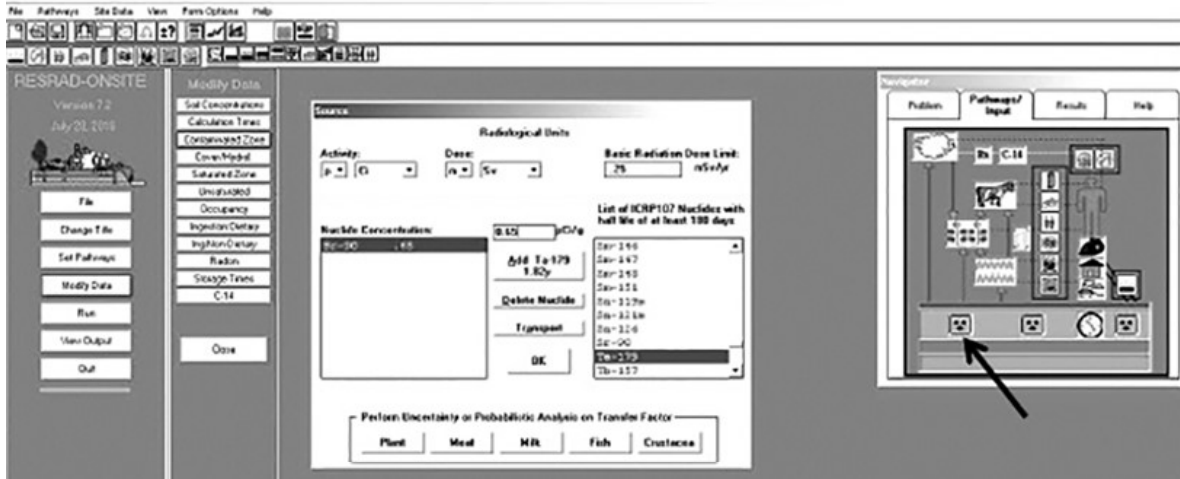 File Pathways Site Data View Form Options Help
RESRAD-ONSITE
Version 7.2
July 20, 2016
File
Change Title
Set Pathways
Modify Data
Run
View Output
Quit
Modify Data
Soil Concentrations
Calculation Times
Contaminated Zone
Cover/Hydrol
Saturated Zone
Unsaturated
Occupancy
Ingestion:Dietary
Ing:Non-Dietary
Radon
Storage Times
C-14
Close
Source
Radiological Units
Activity:
p Ci
Dose:
m Sv
Basic Radiation Dose Limit:
.25 mSv/yr
Nuclide Concentration:
Sr-90 .65
0.65 pCi/g
Add Ta-179
1.82y
Delete Nuclide
Transport
OK
List of ICRP107 Nuclides with
half life of at least 180 days
Sm-146
Sm-147
Sm-148
Sm-151
Sn-119m
Sn-121m
Sn-126
Sr-90
Ta-179
Tb-157
Perform Uncertainty or Probabilistic Analysis on Transfer Factor
Plant Meat Milk Fish Crustacea
Navigator
Problem
Pathways/
Input
Results
Help
Rn C-14